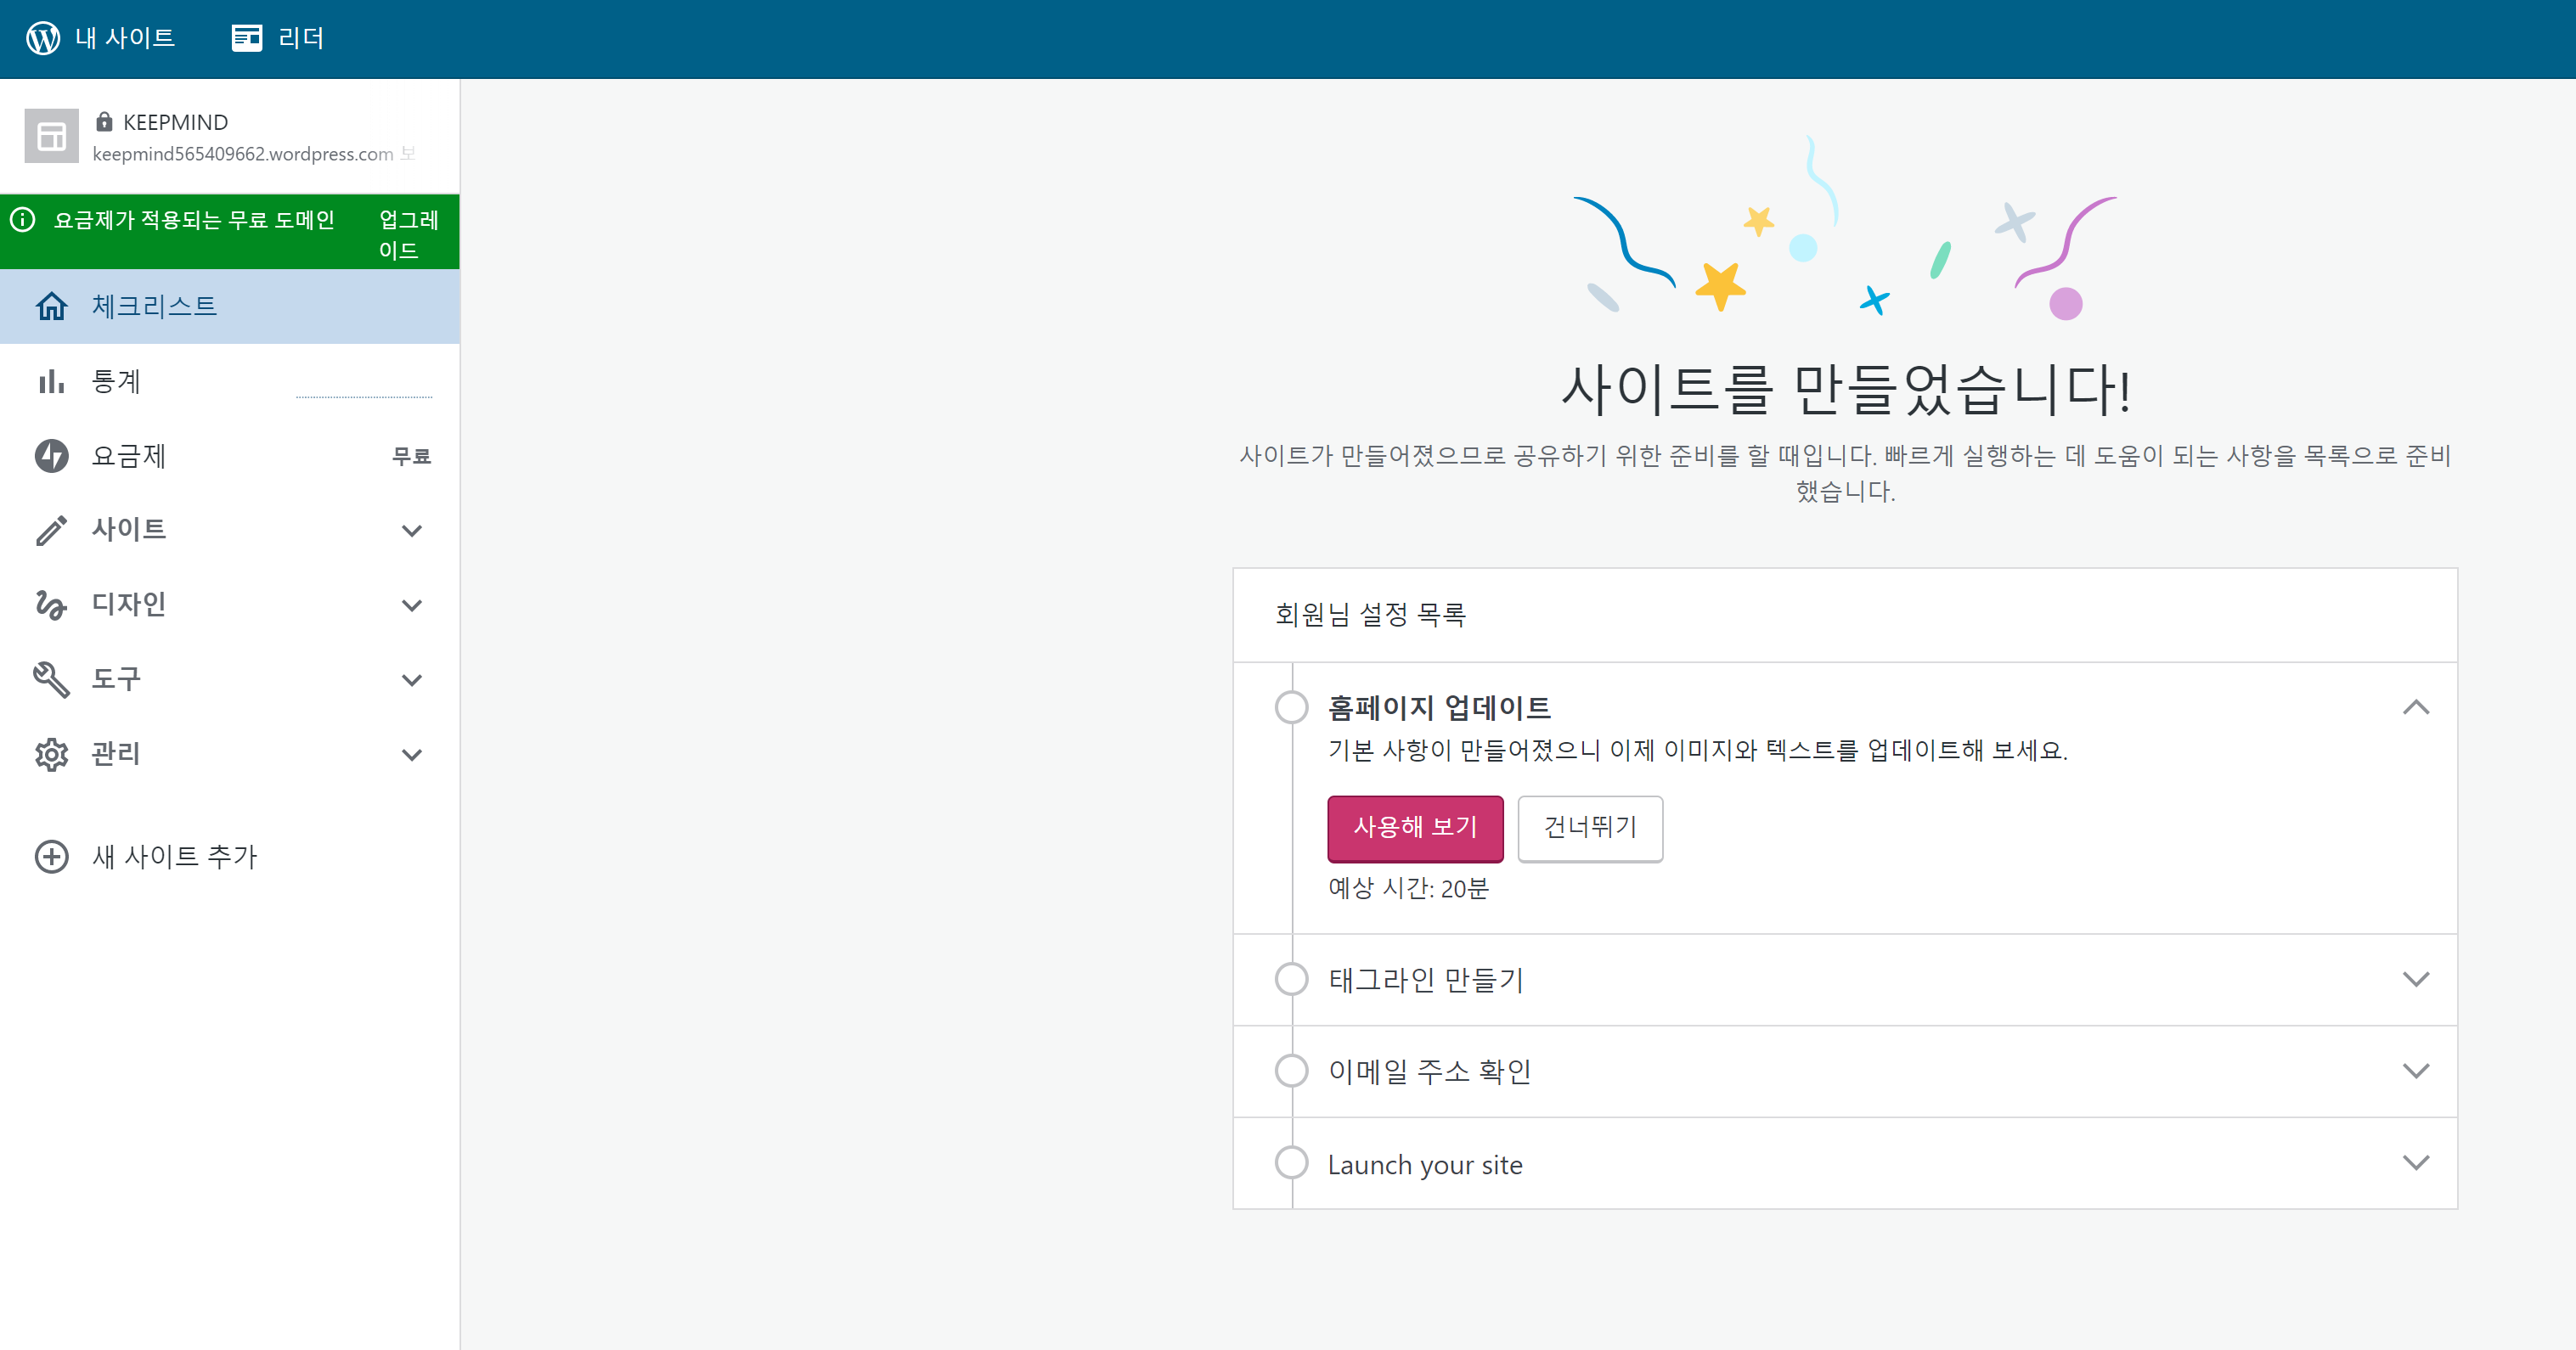 내 사이트
리더
KEEPMIND
keepmind565409662.wordpress.com 보
요금제가 적용되는 무료 도메인
업그레
이드
체크리스트
통계
요금제
무료
사이트
디자인
도구
관리
새 사이트 추가
사이트를 만들었습니다!
사이트가 만들어졌으므로 공유하기 위한 준비를 할 때입니다. 빠르게 실행하는 데 도움이 되는 사항을 목록으로 준비
했습니다.
회원님 설정 목록
홈페이지 업데이트
기본 사항이 만들어졌으니 이제 이미지와 텍스트를 업데이트해 보세요.
사용해 보기
건너뛰기
예상 시간: 20분
태그라인 만들기
이메일 주소 확인
Launch your site